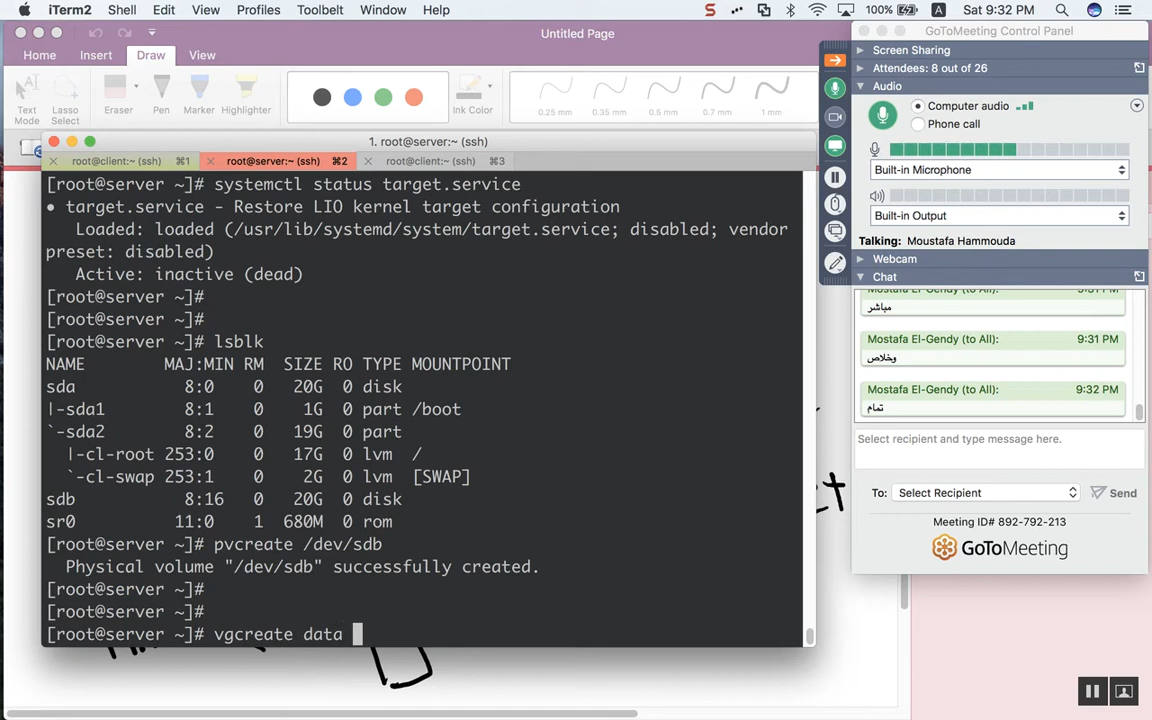 iTerm2 Shell Edit View Profiles Toolbelt Window Help 100% A Sat 9:32 PM
Untitled Page
GoToMeeting Control Panel
Home Insert Draw View
Screen Sharing
Attendees: 8 out of 26
Audio
Text Mode
Lasso Select
Eraser
Pen
Marker
Highlighter
Ink Color
0.25 mm
0.35 mm
0.5 mm
0.7 mm
1 mm
Computer audio
Phone call
Built-in Microphone
Built-in Output
Talking: Moustafa Hammouda
Webcam
Chat
Mostafa El-Gendy (to All): 9:31 PM
مباشر
Mostafa El-Gendy (to All): 9:31 PM
وخلاص
Mostafa El-Gendy (to All): 9:32 PM
تمام
Select recipient and type message here.
To: Select Recipient Send
Meeting ID# 892-792-213
GoToMeeting
1. root@server:~ (ssh)
root@client:~ (ssh) ⌘1 root@server:~ (ssh) ⌘2 root@client:~ (ssh) ⌘3
[root@server ~]# systemctl status target.service
● target.service - Restore LIO kernel target configuration
Loaded: loaded (/usr/lib/systemd/system/target.service; disabled; vendor
preset: disabled)
Active: inactive (dead)
[root@server ~]#
[root@server ~]#
[root@server ~]# lsblk
NAME MAJ:MIN RM SIZE RO TYPE MOUNTPOINT
sda 8:0 0 20G 0 disk
|-sda1 8:1 0 1G 0 part /boot
`-sda2 8:2 0 19G 0 part
|-cl-root 253:0 0 17G 0 lvm /
`-cl-swap 253:1 0 2G 0 lvm [SWAP]
sdb 8:16 0 20G 0 disk
sr0 11:0 1 680M 0 rom
[root@server ~]# pvcreate /dev/sdb
Physical volume "/dev/sdb" successfully created.
[root@server ~]#
[root@server ~]#
[root@server ~]# vgcreate data